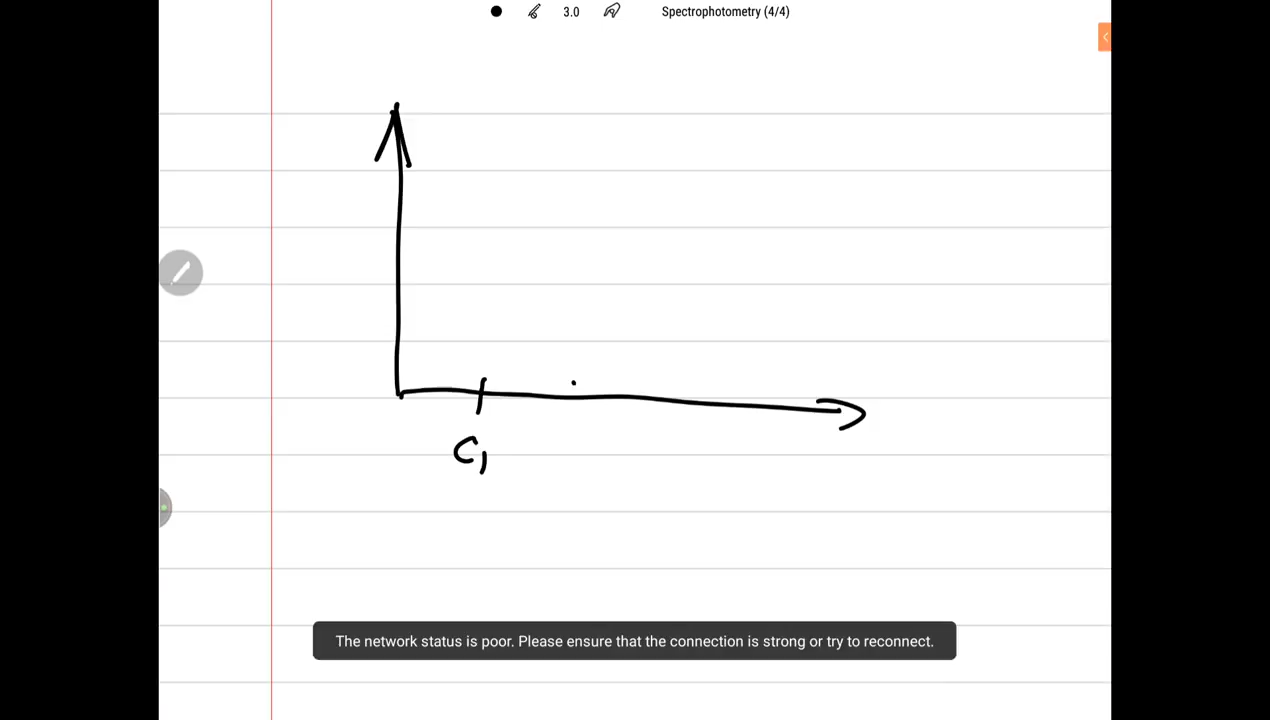 3.0 Spectrophotometry (4/4)
C1
The network status is poor. Please ensure that the connection is strong or try to reconnect.